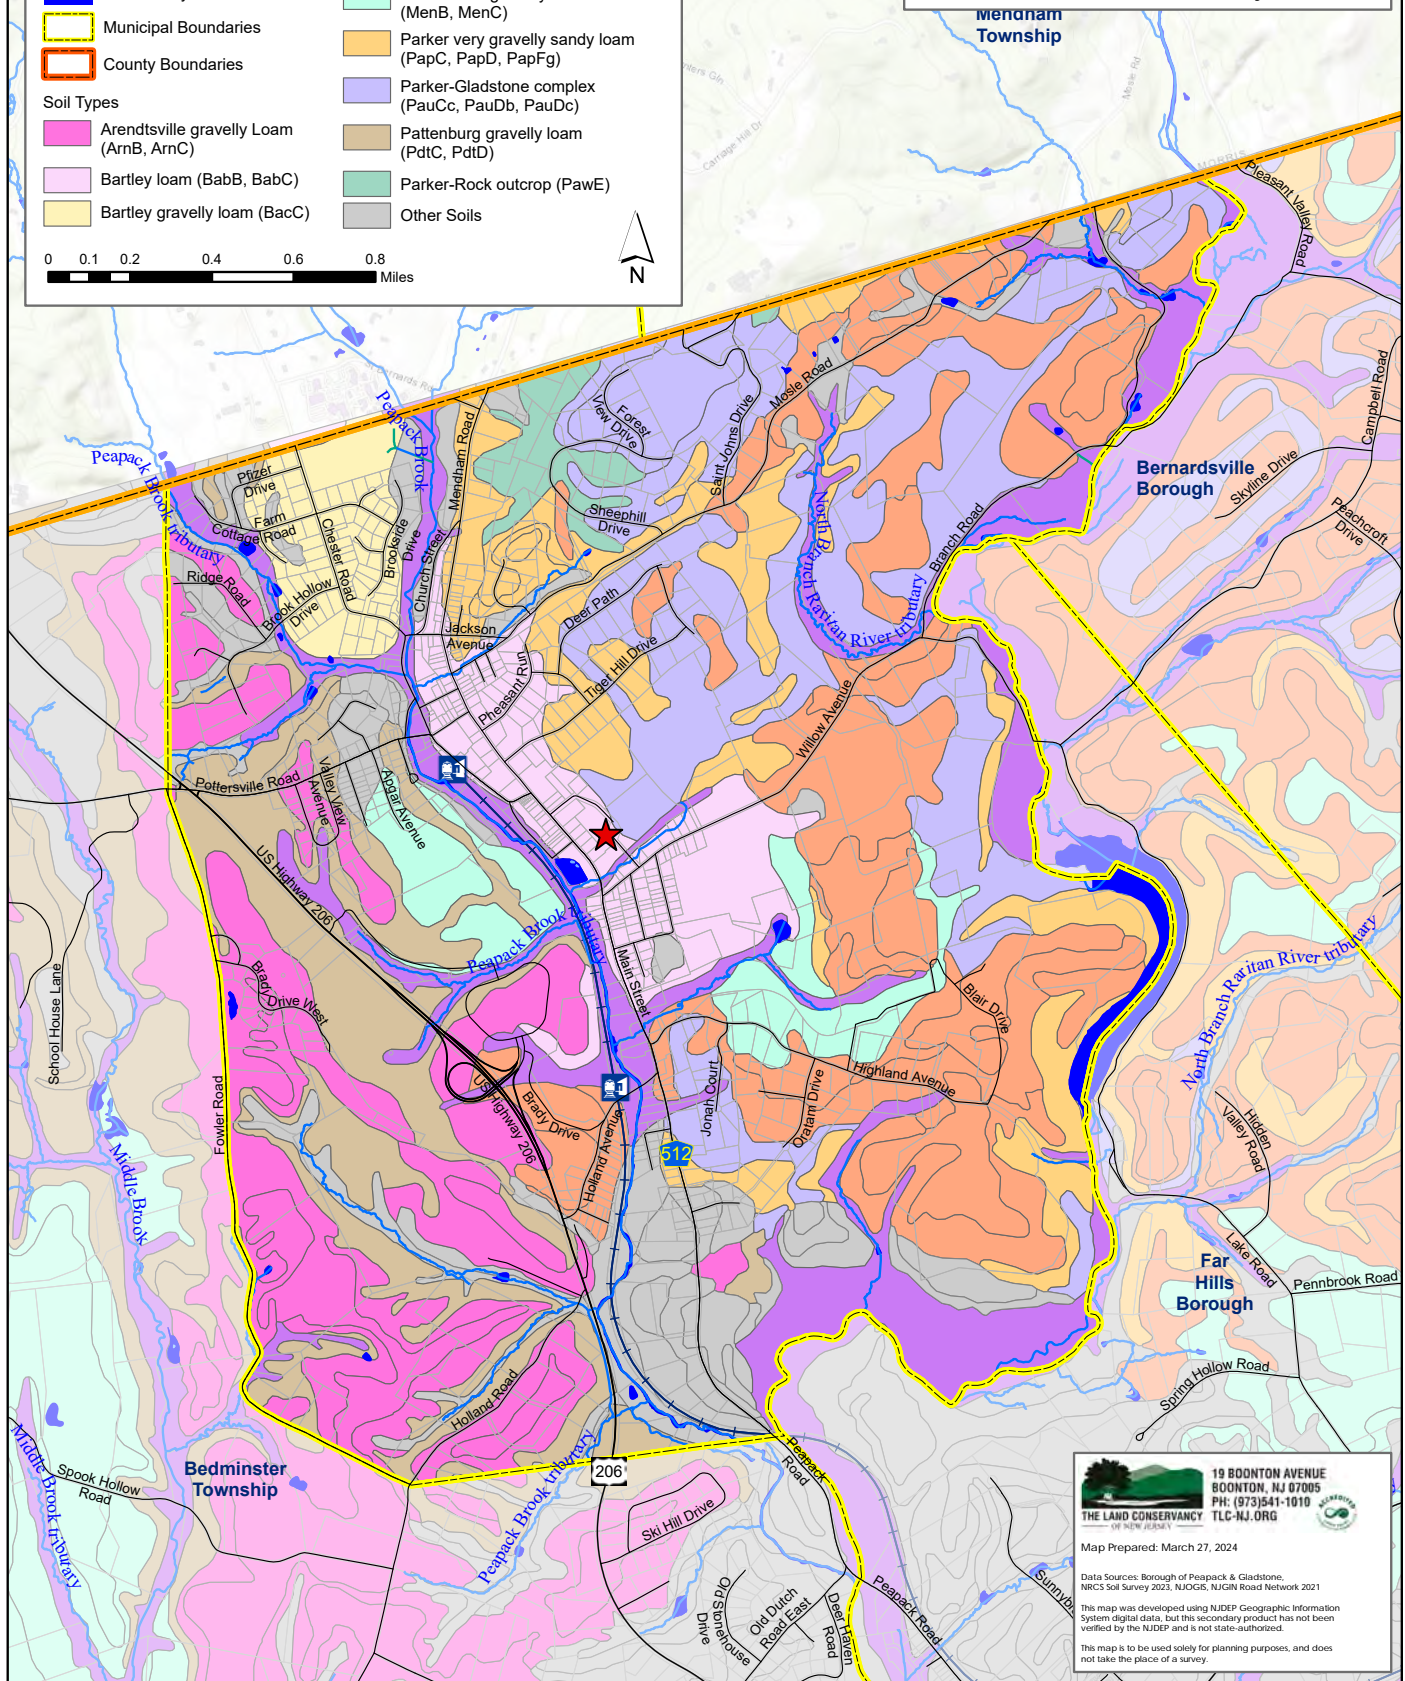 (MenB, MenC)
Municipal Boundaries
County Boundaries
Soil Types
Arendtsville gravelly Loam
(ArnB, ArnC)
Bartley loam (BabB, BabC)
Bartley gravelly loam (BacC)
Parker very gravelly sandy loam
(PapC, PapD, PapFg)
Parker-Gladstone complex
(PauCc, PauDb, PauDc)
Pattenburg gravelly loam
(PdtC, PdtD)
Parker-Rock outcrop (PawE)
Other Soils
0 0.1 0.2 0.4 0.6 0.8
Miles
N
Mendham
Township
Mosle Rd
Carriage Hill Dr
MORRIS
Pleasant Valley
Road
St Bernards Rd
Peapack Brook
Peapack Brook tributary
Pfizer
Drive
Farm
Cottage Road
Chester Road
Brookside
Drive
Church Street
Mendham Road
Ridge Road
Brook Hollow
Drive
Jackson
Avenue
Forest
View Drive
Sheephill
Drive
Saint Johns Drive
Mosle Road
Deer Path
Tiger Hill Drive
Pheasant Run
North Branch Raritan River tributary
Branch Road
Willow Avenue
Bernardsville
Borough
Skyline Drive
Campbell Road
Peachcroft
Drive
Pottersville Road
Valley View
Avenue
Apgar Avenue
US Highway 206
Peapack Brook tributary
Main Street
School House Lane
Brady
Drive West
Fowler Road
US Highway 206
Brady Drive
Holland Avenue
Jonah Court
Oratam Drive
Highland Avenue
Blair Drive
512
North Branch Raritan River tributary
Hidden
Valley Road
Lake Road
Far
Hills
Borough
Pennbrook Road
Spring Hollow Road
Middle Brook
Middle Brook tributary
Holland Road
Spook Hollow
Road
Bedminster
Township
Peapack Brook tributary
206
Peapack
Road
Ski Hill Drive
Old Stonehouse
Drive
Old Dutch
Road East
Deer Haven
Road
Peapack Road
19 BOONTON AVENUE
BOONTON, NJ 07005
PH: (973)541-1010
TLC-NJ.ORG
THE LAND CONSERVANCY
OF NEW JERSEY
ACCREDITED
Map Prepared: March 27, 2024
Data Sources: Borough of Peapack & Gladstone,
NRCS Soil Survey 2023, NJOGIS, NJGIN Road Network 2021
This map was developed using NJDEP Geographic Information
System digital data, but this secondary product has not been
verified by the NJDEP and is not state-authorized.
This map is to be used solely for planning purposes, and does
not take the place of a survey.